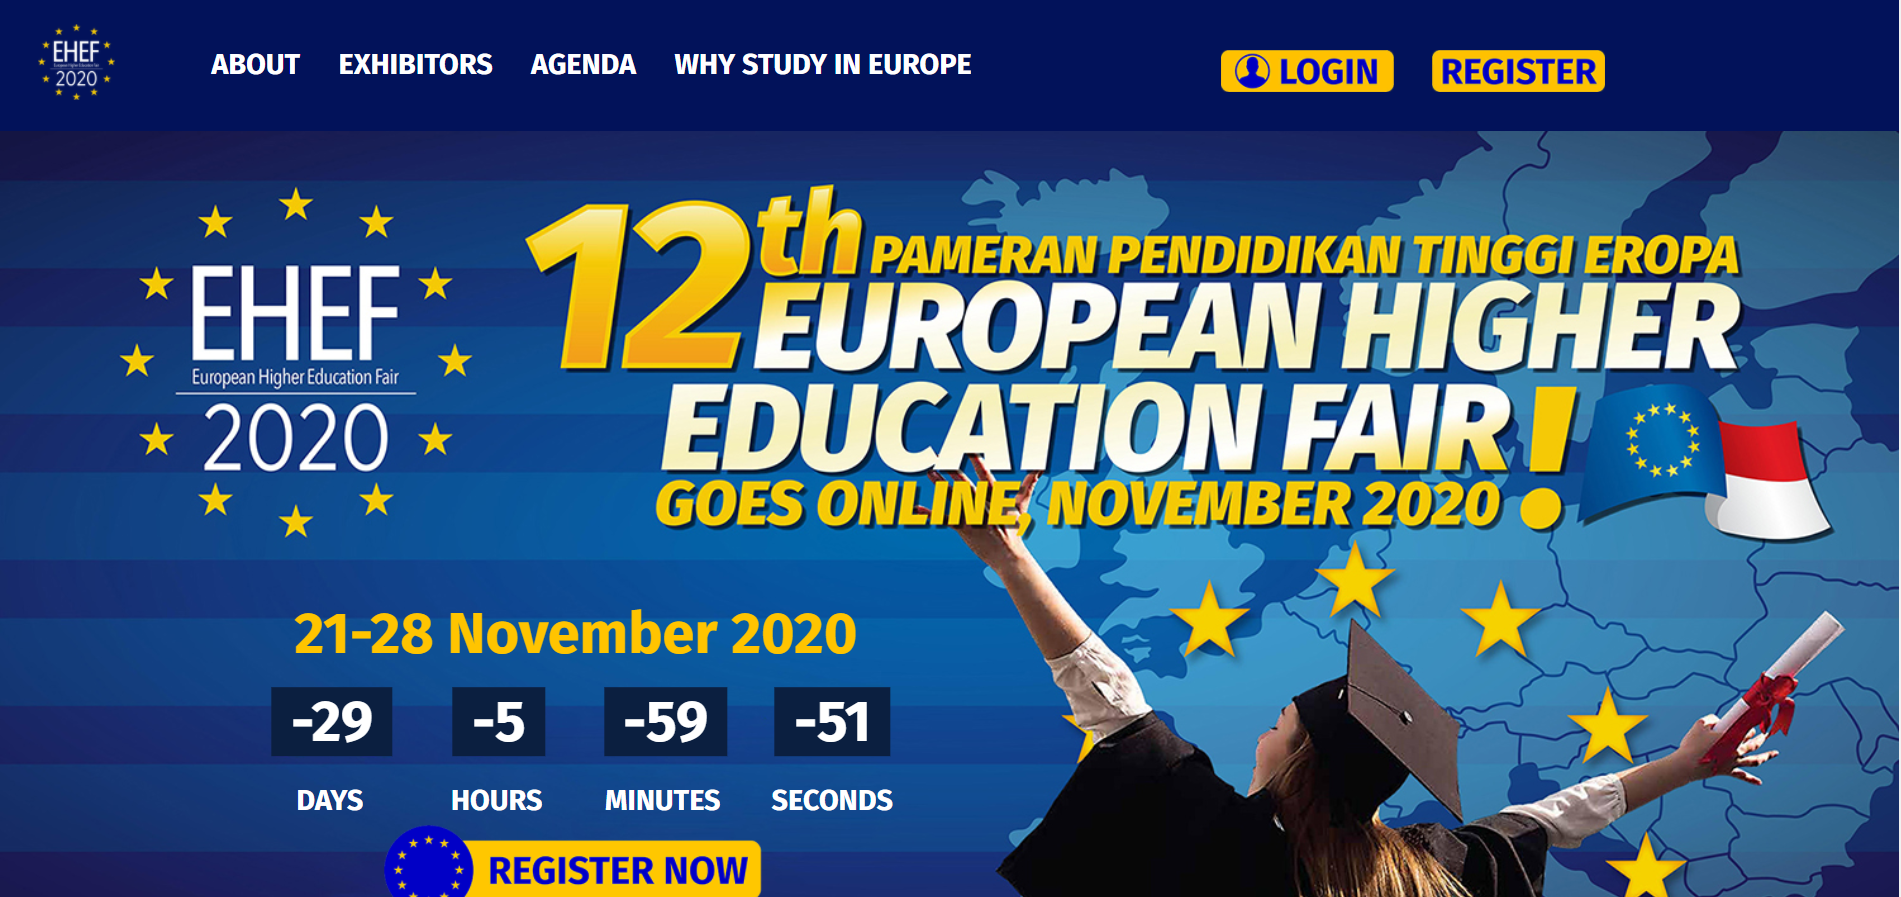 EHEF
2020
ABOUT EXHIBITORS AGENDA WHY STUDY IN EUROPE
LOGIN REGISTER
EHEF
European Higher Education Fair
2020
12th PAMERAN PENDIDIKAN TINGGI EROPA
EUROPEAN HIGHER
EDUCATION FAIR!
GOES ONLINE, NOVEMBER 2020
21-28 November 2020
-29 -5 -59 -51
DAYS HOURS MINUTES SECONDS
REGISTER NOW